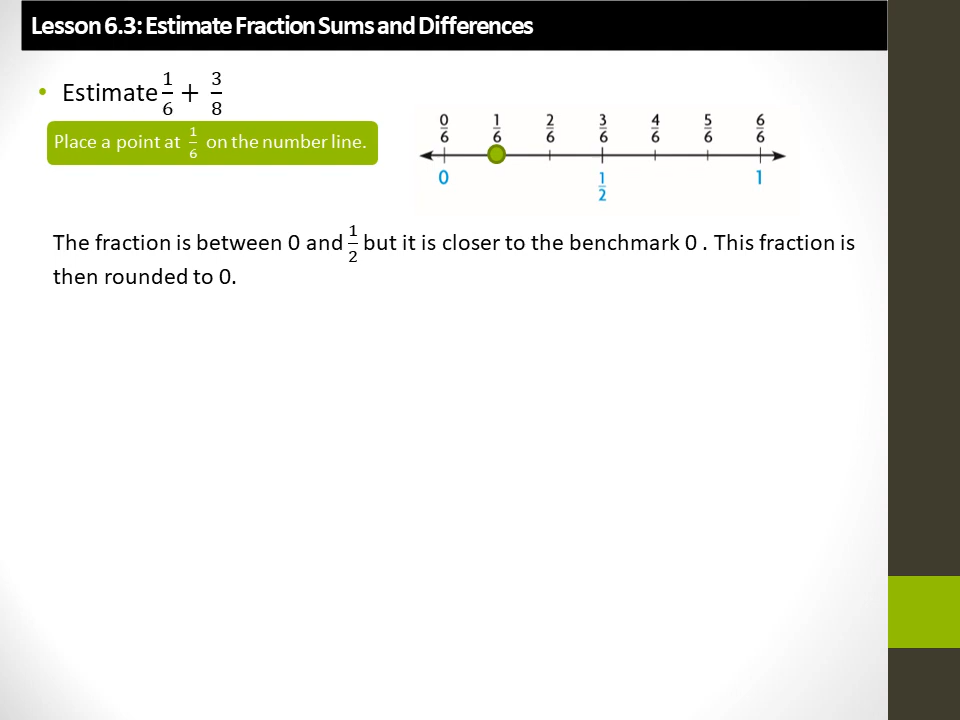 Lesson 6.3: Estimate Fraction Sums and Differences
• Estimate 1/6 + 3/8
Place a point at 1/6 on the number line.
0/6 1/6 2/6 3/6 4/6 5/6 6/6
0 1/2 1
The fraction is between 0 and 1/2 but it is closer to the benchmark 0 . This fraction is
then rounded to 0.